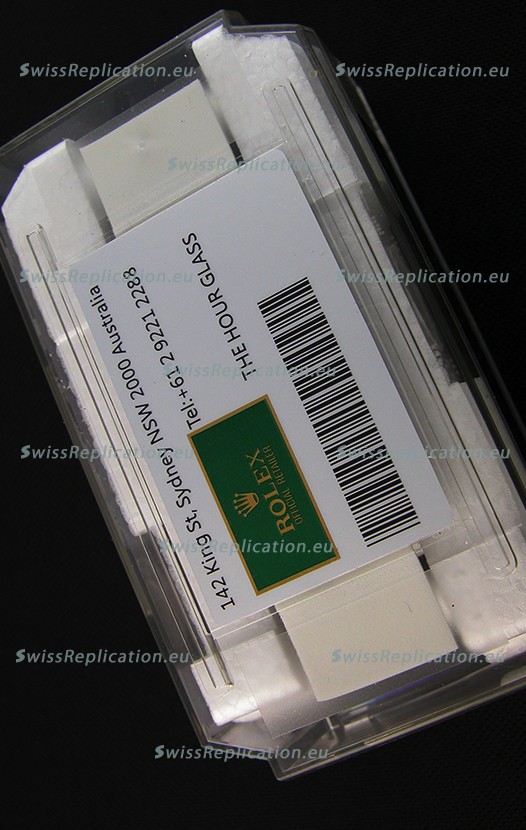 SwissReplication.eu
SwissReplication.eu
SwissReplication.eu
SwissReplication.eu
SwissReplication.eu
SwissReplication.eu
SwissReplication.eu
SwissReplication.eu
SwissReplication.eu
SwissReplication.eu
SwissReplication.eu
SwissReplication.eu
SwissReplication.eu
THE HOUR GLASS
Tel:+61 2 9221 2288
142 King St, Sydney NSW 2000 Australia
ROLEX
OFFICIAL RETAILER